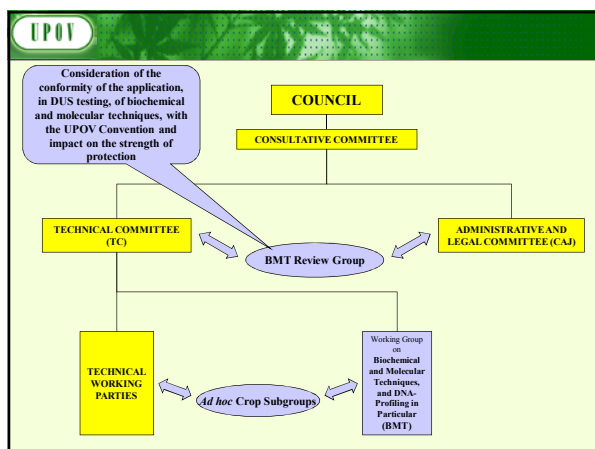 UPOV
Consideration of the
conformity of the application,
in DUS testing, of biochemical
and molecular techniques, with
the UPOV Convention and
impact on the strength of
protection
COUNCIL
CONSULTATIVE COMMITTEE
TECHNICAL COMMITTEE
(TC)
ADMINISTRATIVE AND
LEGAL COMMITTEE (CAJ)
BMT Review Group
TECHNICAL
WORKING
PARTIES
Ad hoc Crop Subgroups
Working Group
on
Biochemical
and Molecular
Techniques,
and DNA-
Profiling in
Particular
(BMT)